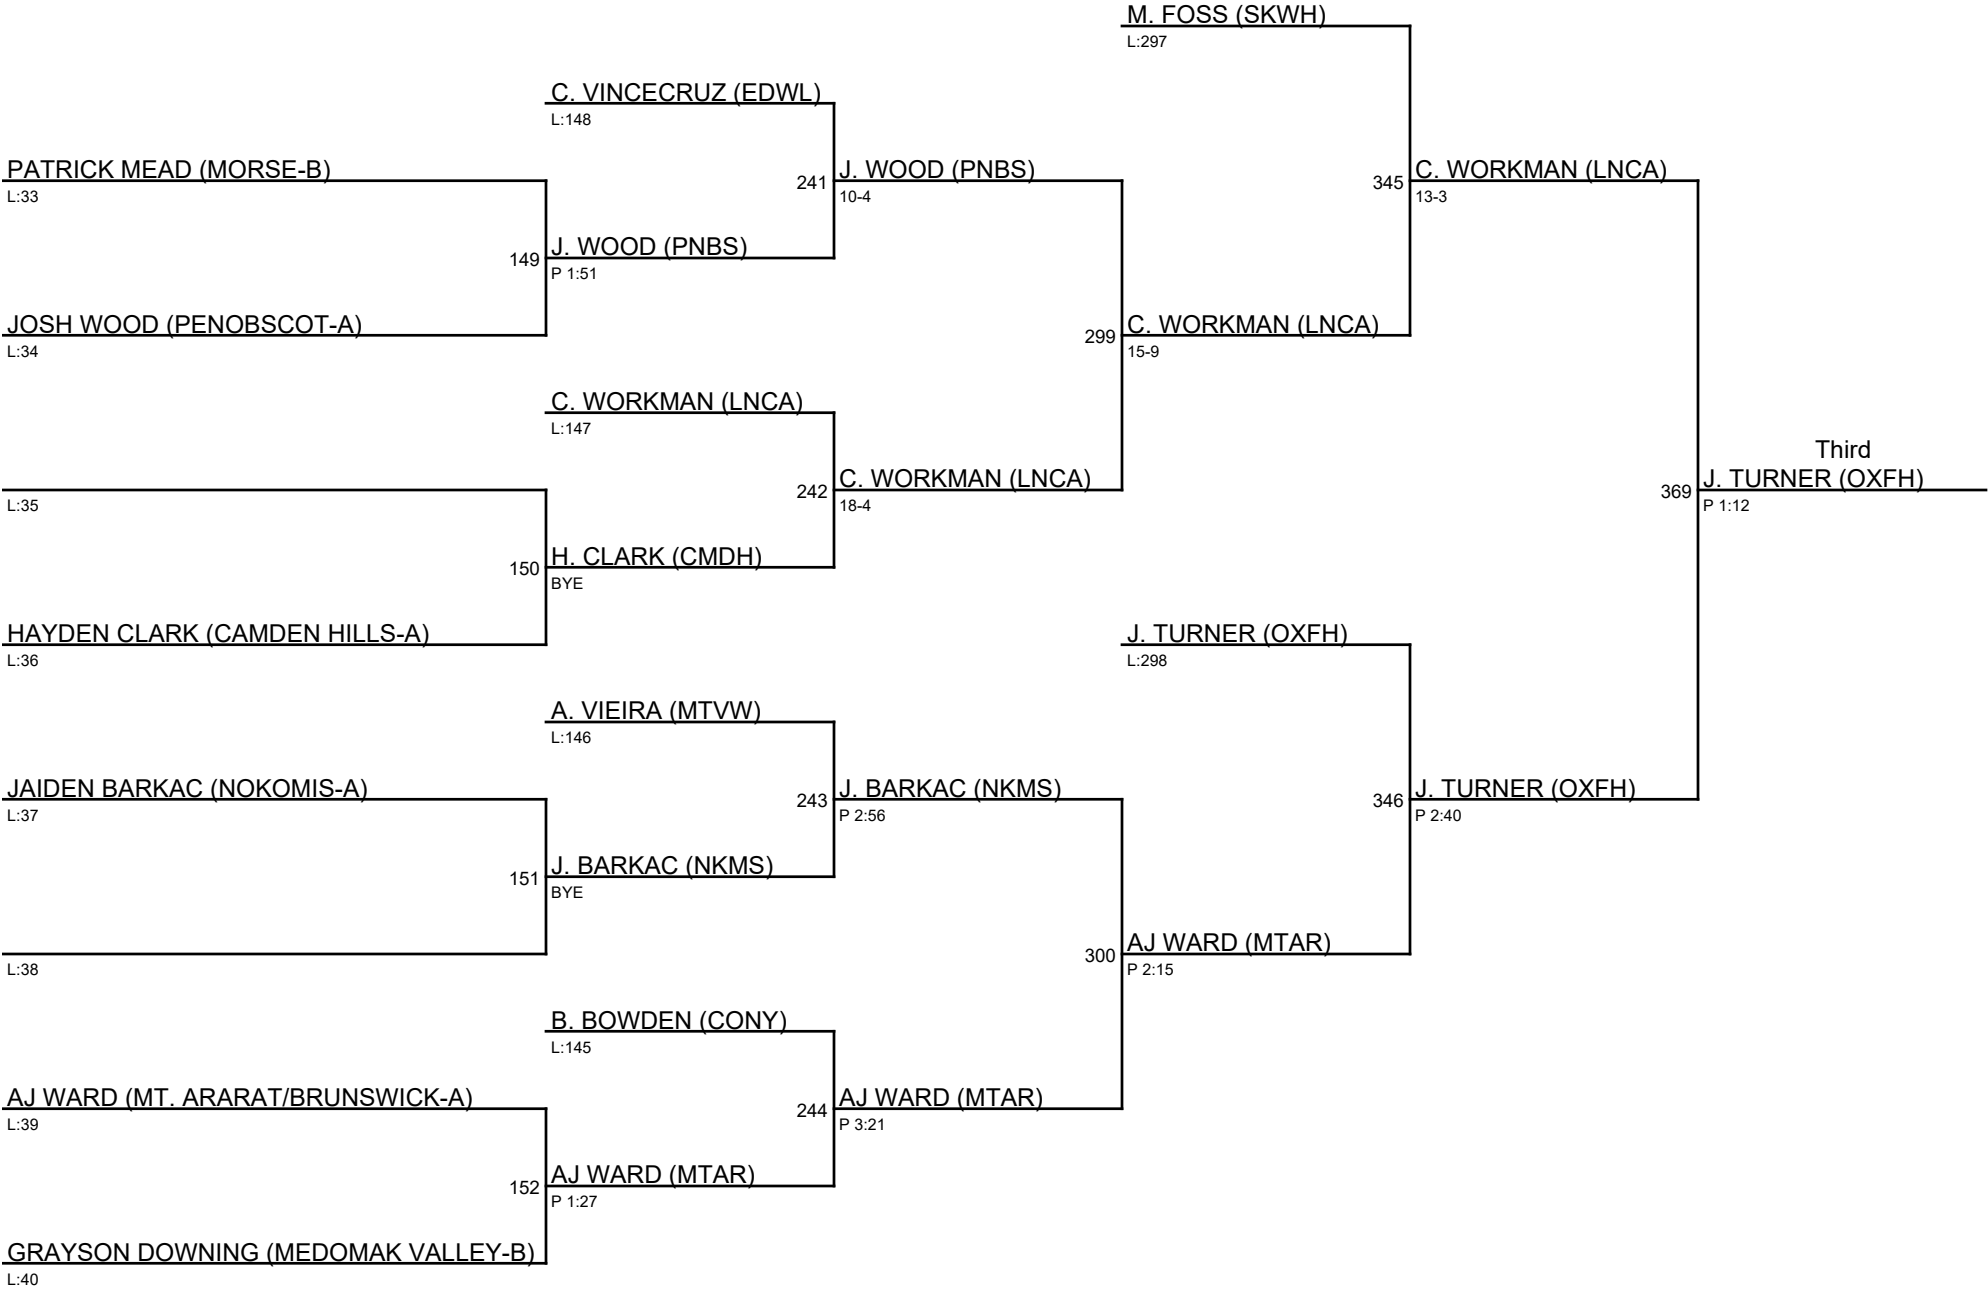 M. FOSS (SKWH)
L:297
C. VINCECRUZ (EDWL)
L:148
PATRICK MEAD (MORSE-B)
L:33
241
J. WOOD (PNBS)
10-4
345
C. WORKMAN (LNCA)
13-3
149
J. WOOD (PNBS)
P 1:51
JOSH WOOD (PENOBSCOT-A)
L:34
299
C. WORKMAN (LNCA)
15-9
C. WORKMAN (LNCA)
L:147
Third
L:35
242
C. WORKMAN (LNCA)
18-4
369
J. TURNER (OXFH)
P 1:12
150
H. CLARK (CMDH)
BYE
HAYDEN CLARK (CAMDEN HILLS-A)
L:36
J. TURNER (OXFH)
L:298
A. VIEIRA (MTVW)
L:146
JAIDEN BARKAC (NOKOMIS-A)
L:37
243
J. BARKAC (NKMS)
P 2:56
346
J. TURNER (OXFH)
P 2:40
151
J. BARKAC (NKMS)
BYE
L:38
300
AJ WARD (MTAR)
P 2:15
B. BOWDEN (CONY)
L:145
AJ WARD (MT. ARARAT/BRUNSWICK-A)
L:39
244
AJ WARD (MTAR)
P 3:21
152
AJ WARD (MTAR)
P 1:27
GRAYSON DOWNING (MEDOMAK VALLEY-B)
L:40